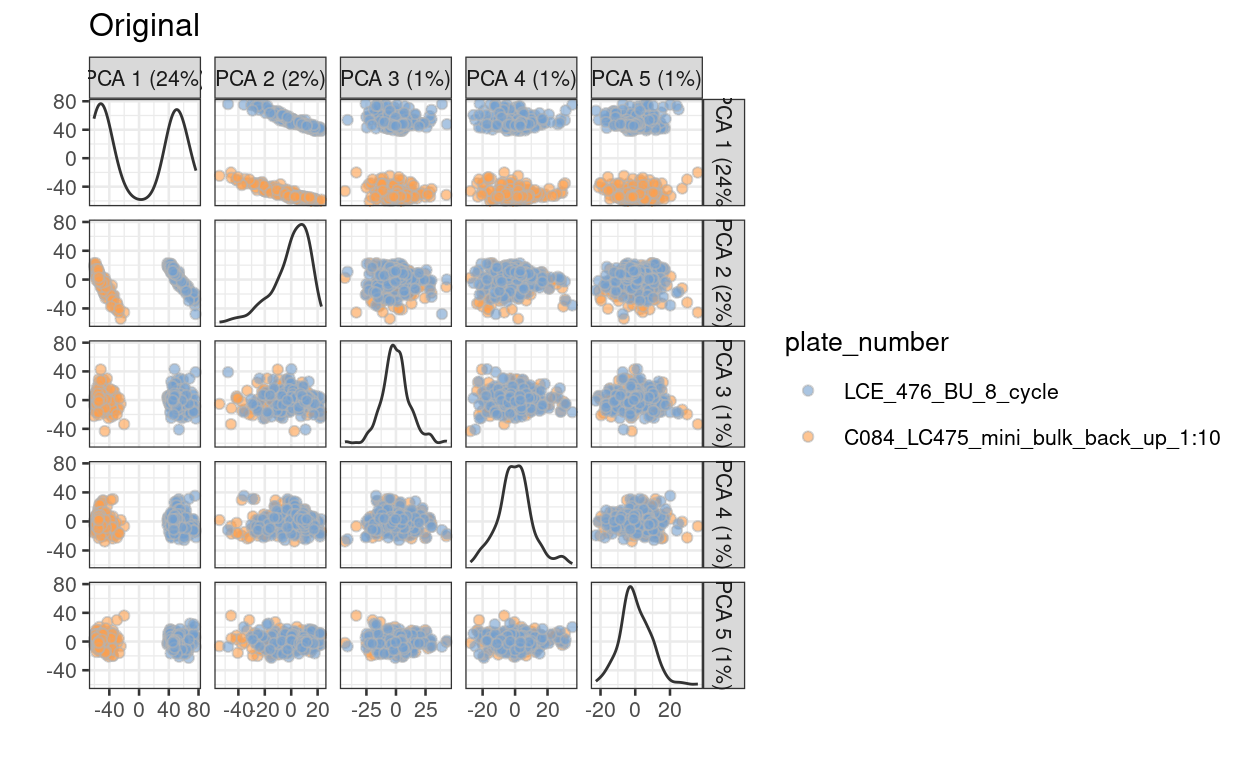 Original
PCA 1 (24%)
PCA 2 (2%)
PCA 3 (1%)
PCA 4 (1%)
PCA 5 (1%)
80
40
0
-40
PCA 1 (24%
80
40
0
-40
PCA 2 (2%)
80
40
0
-40
PCA 3 (1%)
80
40
0
-40
PCA 4 (1%)
80
40
0
-40
PCA 5 (1%)
-40 0 40 80
-40 -20 0 20
-25 0 25
-20 0 20
-20 0 20
plate_number
LCE_476_BU_8_cycle
C084_LC475_mini_bulk_back_up_1:10